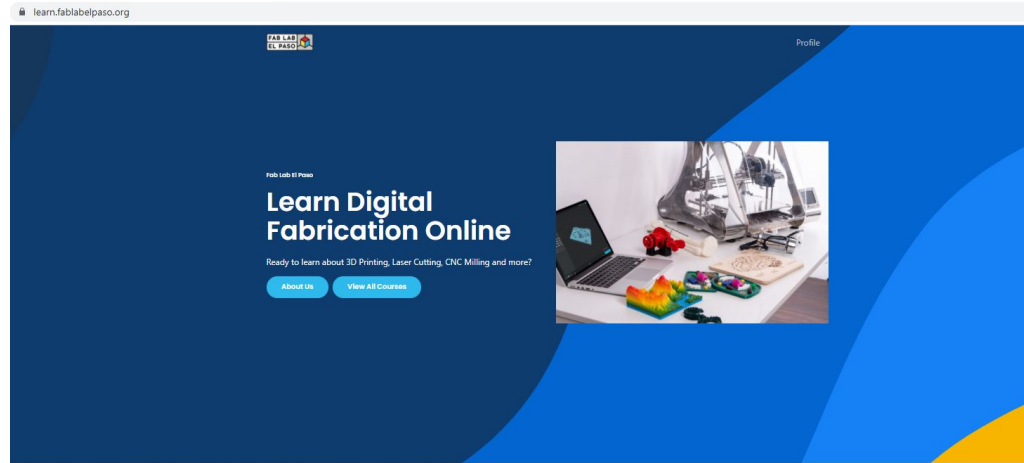 learn.fablabelpaso.org
FAB LAB
EL PASO
Profile
Fab Lab El Paso
Learn Digital
Fabrication Online
Ready to learn about 3D Printing, Laser Cutting, CNC Milling and more?
About Us
View All Courses